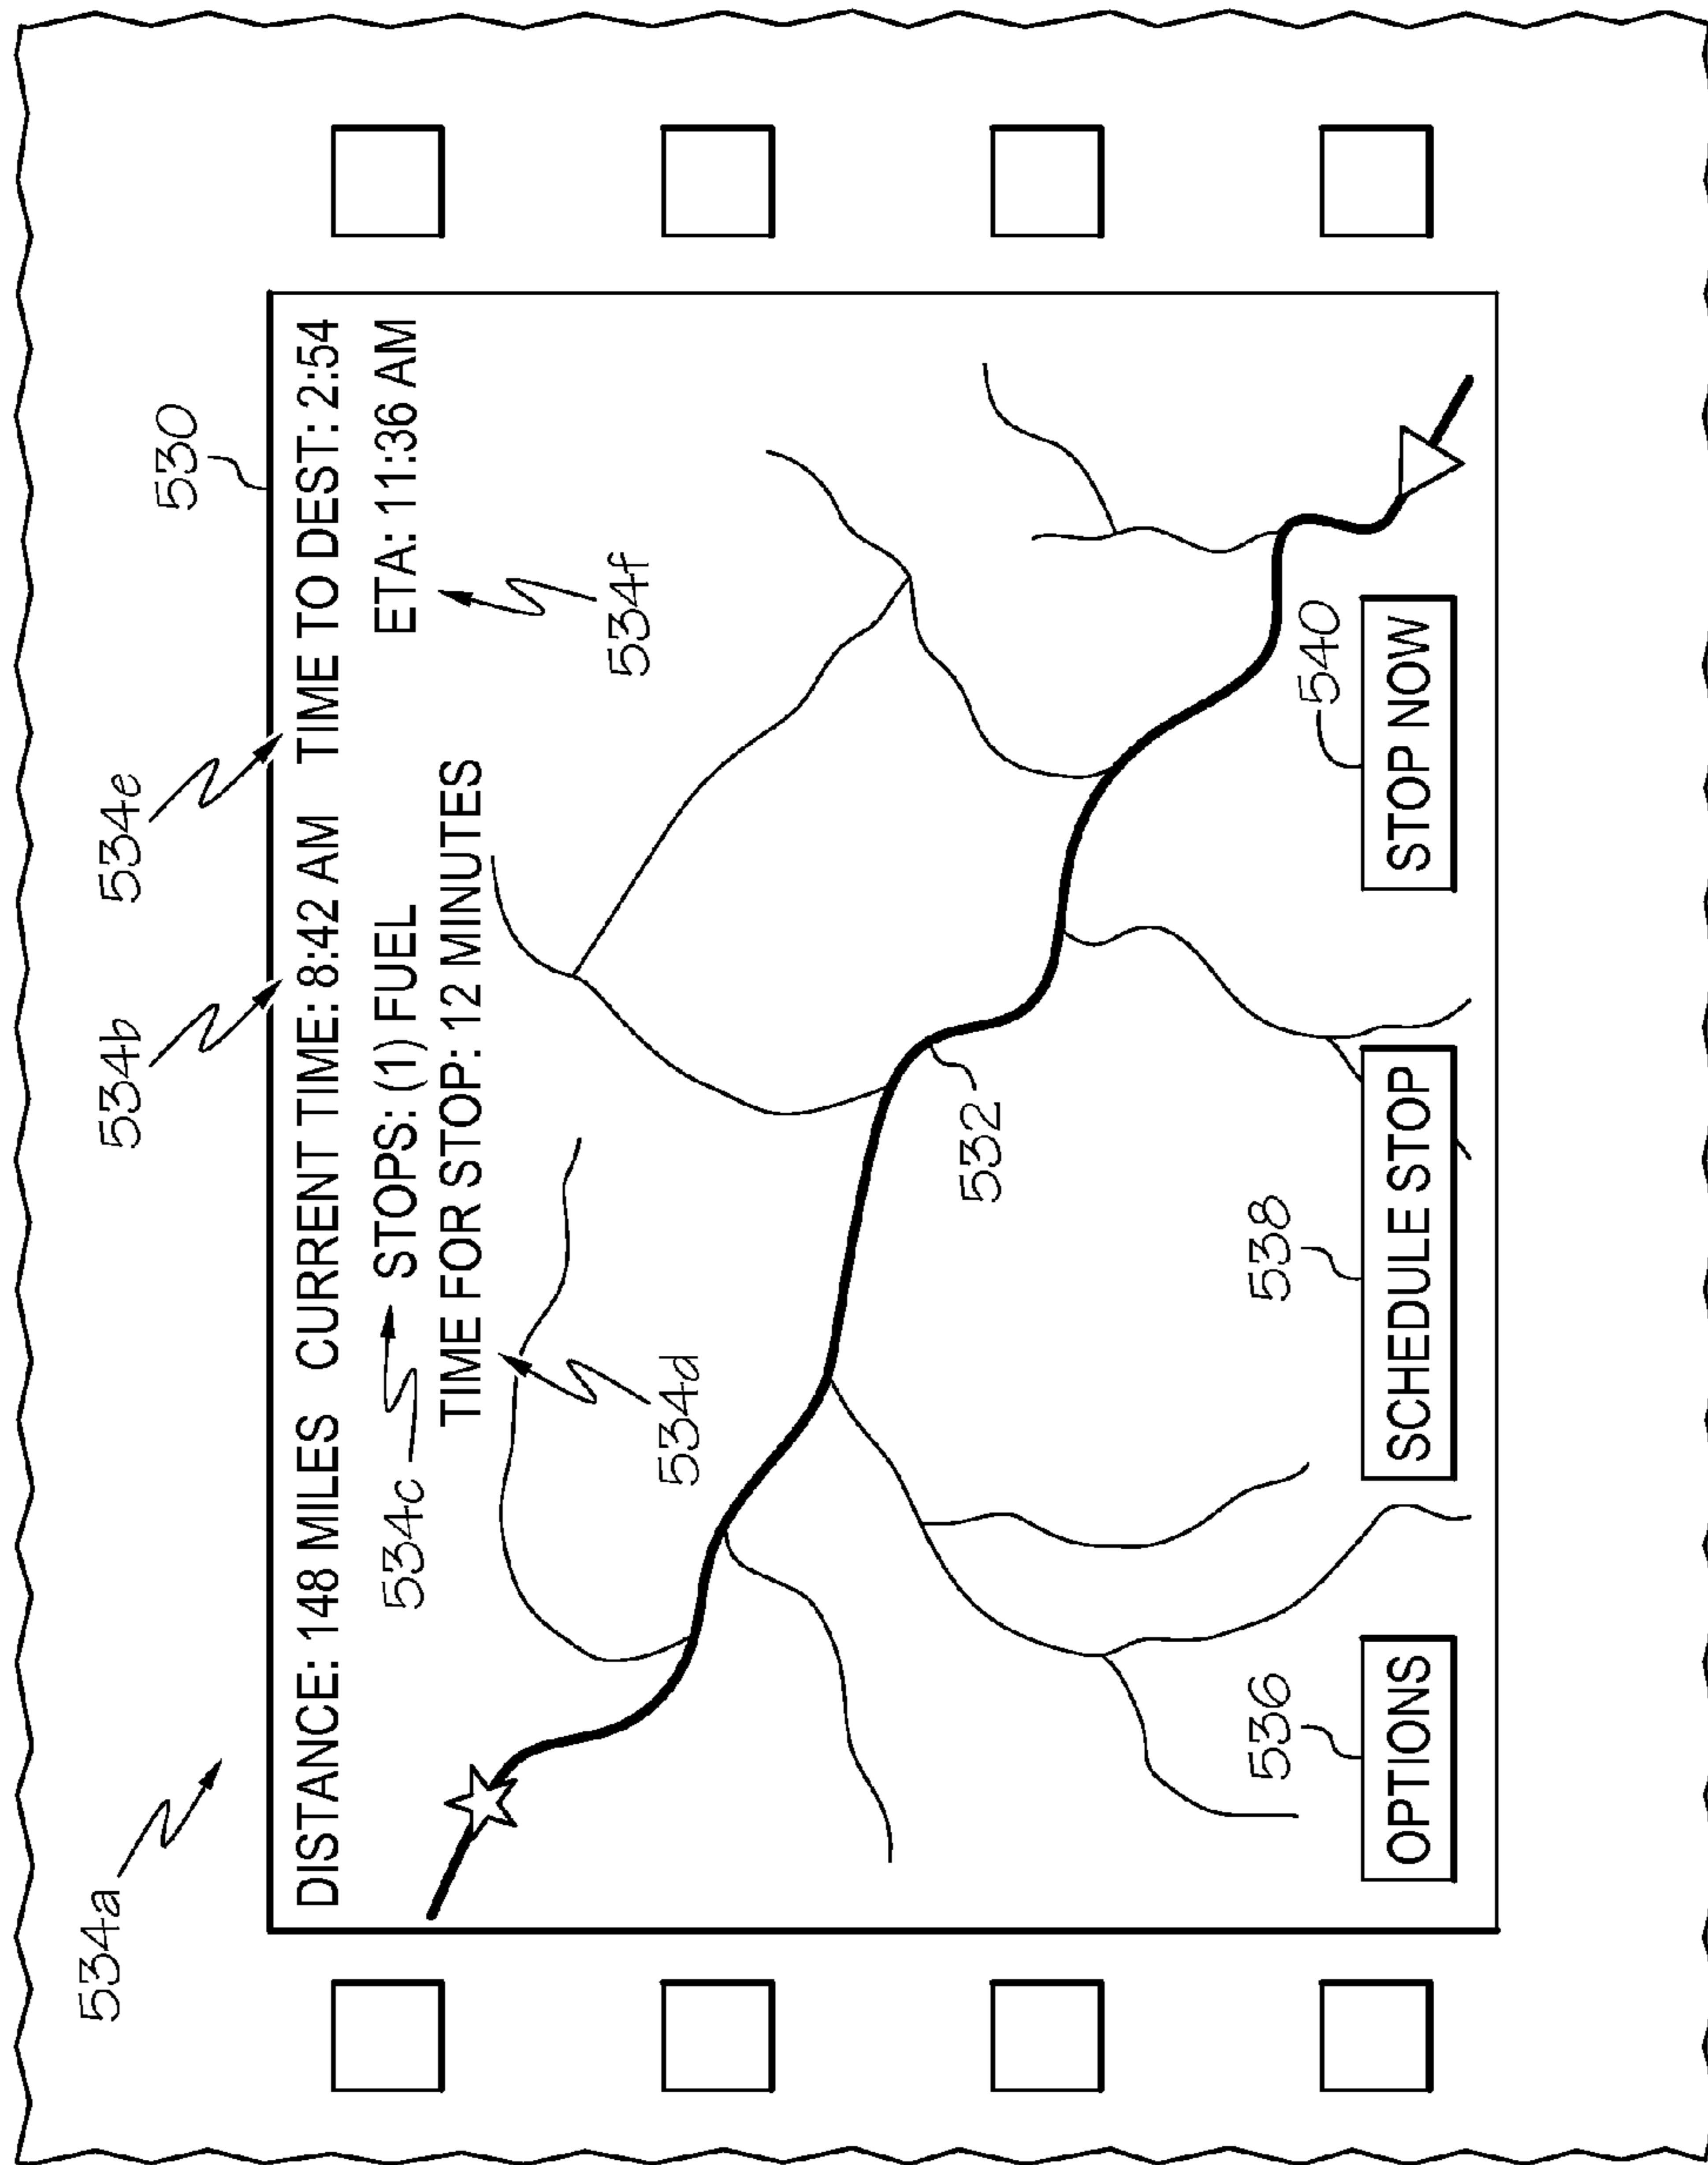 534a
534b
534e
530
DISTANCE: 148 MILES CURRENT TIME: 8:42 AM TIME TO DEST: 2:54
534c
STOPS: (1) FUEL
ETA: 11:36 AM
TIME FOR STOP: 12 MINUTES
534d
534f
532
536
538
540
OPTIONS
SCHEDULE STOP
STOP NOW